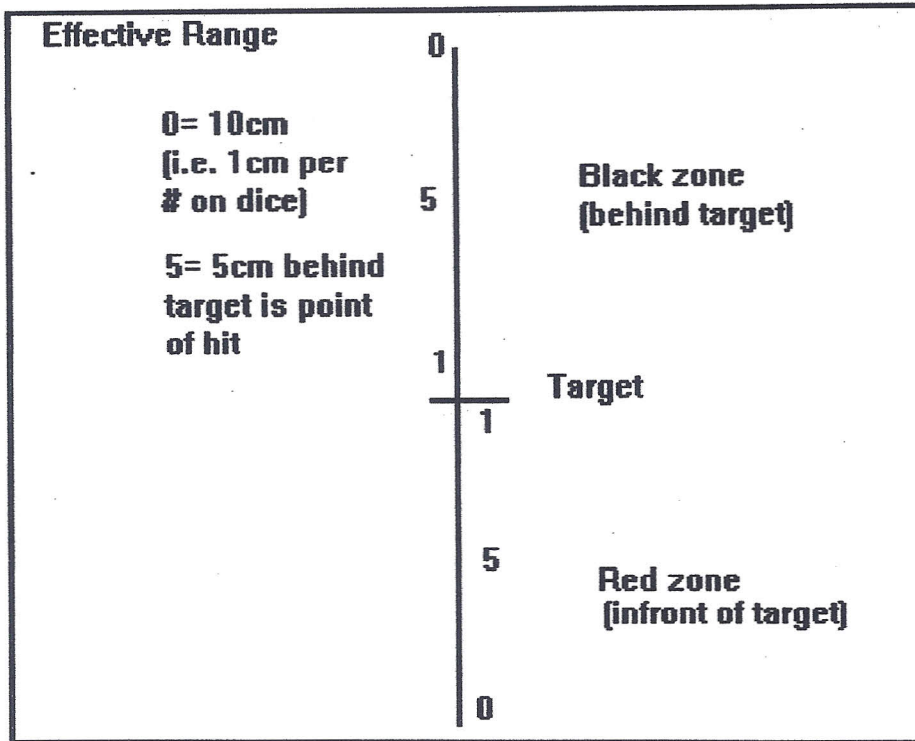 Effective Range
0
0= 10cm
(i.e. 1cm per
# on dice)
5
Black zone
(behind target)
5= 5cm behind
target is point
of hit
1
Target
1
5
Red zone
(infront of target)
0